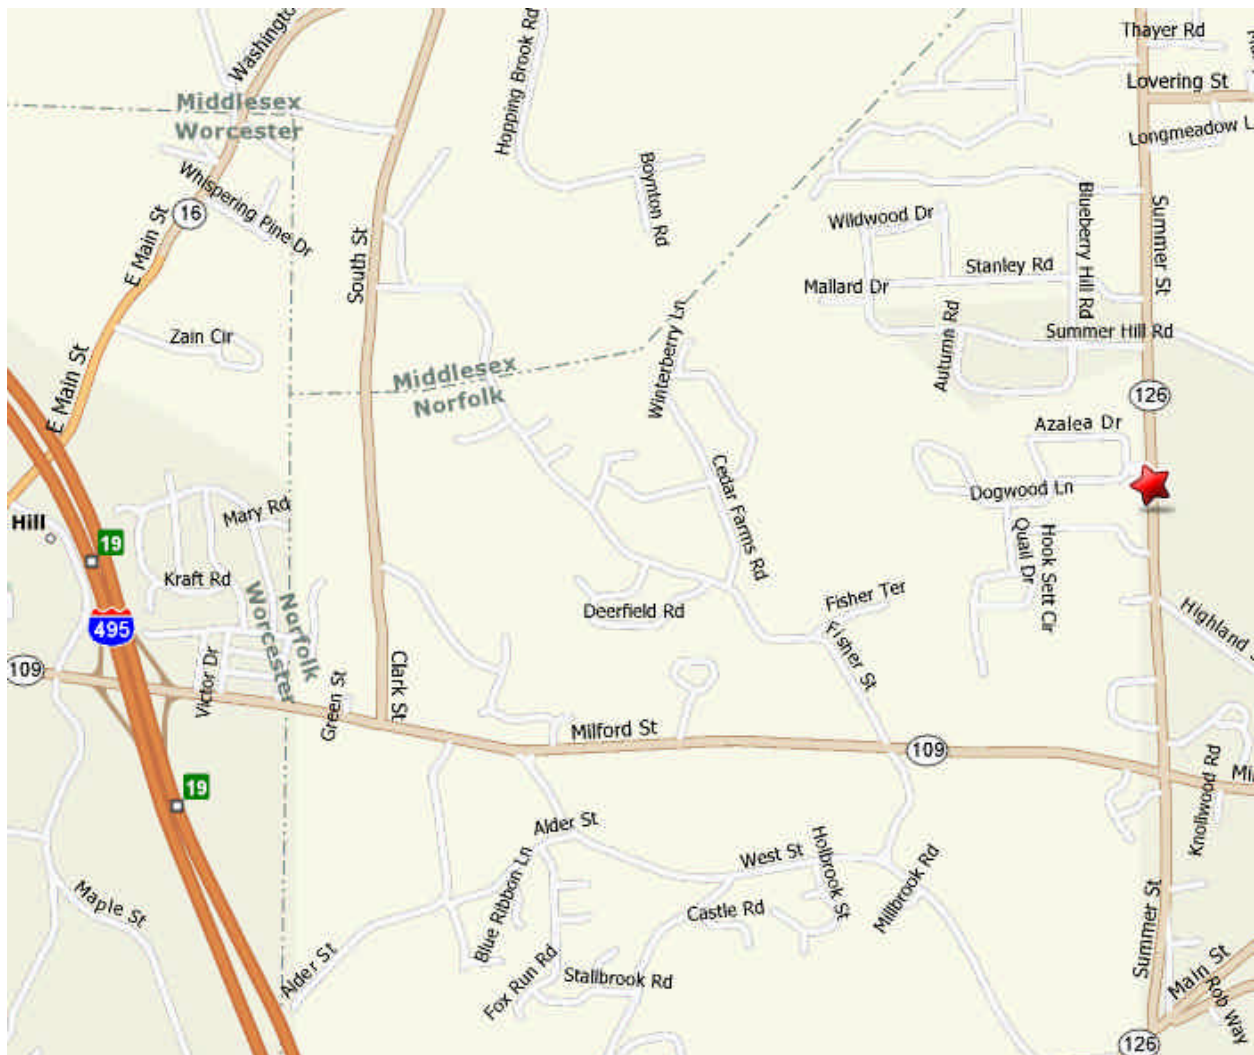 Washington
Hopping Brook Rd
Thayer Rd
Lovering St
Middlesex
Worcester
Longmeadow L
Whispering Pine Dr
Boynton Rd
16
E Main St
South St
Wildwood Dr
Blueberry Hill Rd
Summer St
Stanley Rd
Mallard Dr
Zain Cir
Winterberry Ln
Autumn Rd
Summer Hill Rd
E Main St
Middlesex
Norfolk
126
Azalea Dr
Cedar Farms Rd
Dogwood Ln
Hill
Mary Rd
19
Quail Dr
Hook Sett Cir
Kraft Rd
Deerfield Rd
Fisher Ter
Highland S
495
Norfolk
Worcester
Fisher St
109
Victor Dr
Green St
Clark St
Milford St
109
Mil
19
Knollwood Rd
Alder St
West St
Holbrook St
Millbrook Rd
Maple St
Blue Ribbon Ln
Castle Rd
Summer St
Alder St
Fox Run Rd
Stallbrook Rd
Main St
Rob Way
126